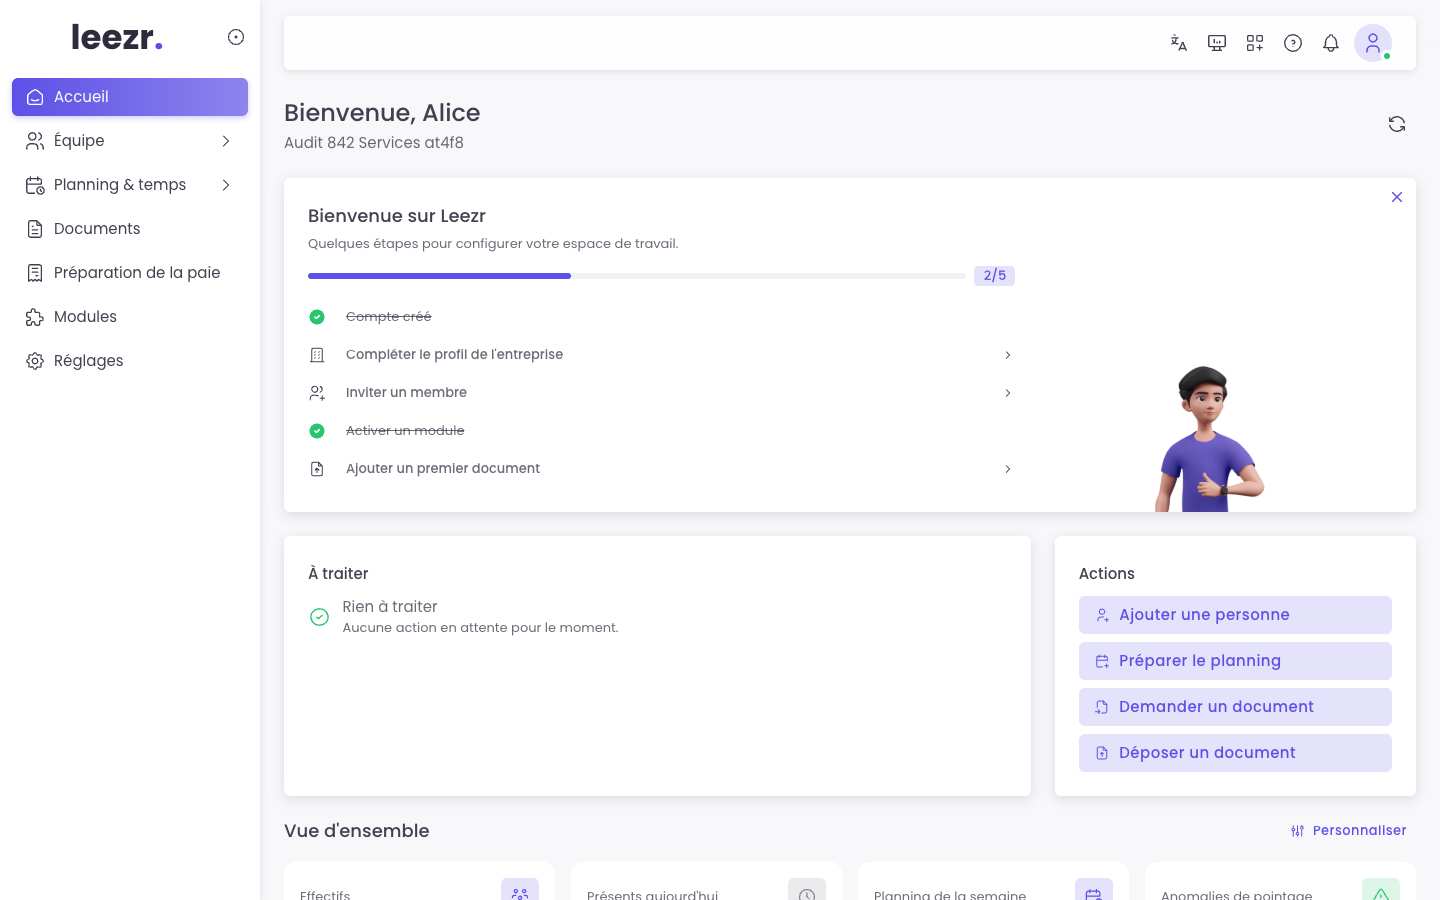 leezr.
Accueil
Équipe
Planning & temps
Documents
Préparation de la paie
Modules
Réglages
Bienvenue, Alice
Audit 842 Services at4f8
Bienvenue sur Leezr
Quelques étapes pour configurer votre espace de travail.
2/5
Compte créé
Compléter le profil de l'entreprise
Inviter un membre
Activer un module
Ajouter un premier document
À traiter
Rien à traiter
Aucune action en attente pour le moment.
Actions
Ajouter une personne
Préparer le planning
Demander un document
Déposer un document
Vue d'ensemble
Personnaliser
Effectifs
Présents aujourd'hui
Planning de la semaine
Anomalies de pointage